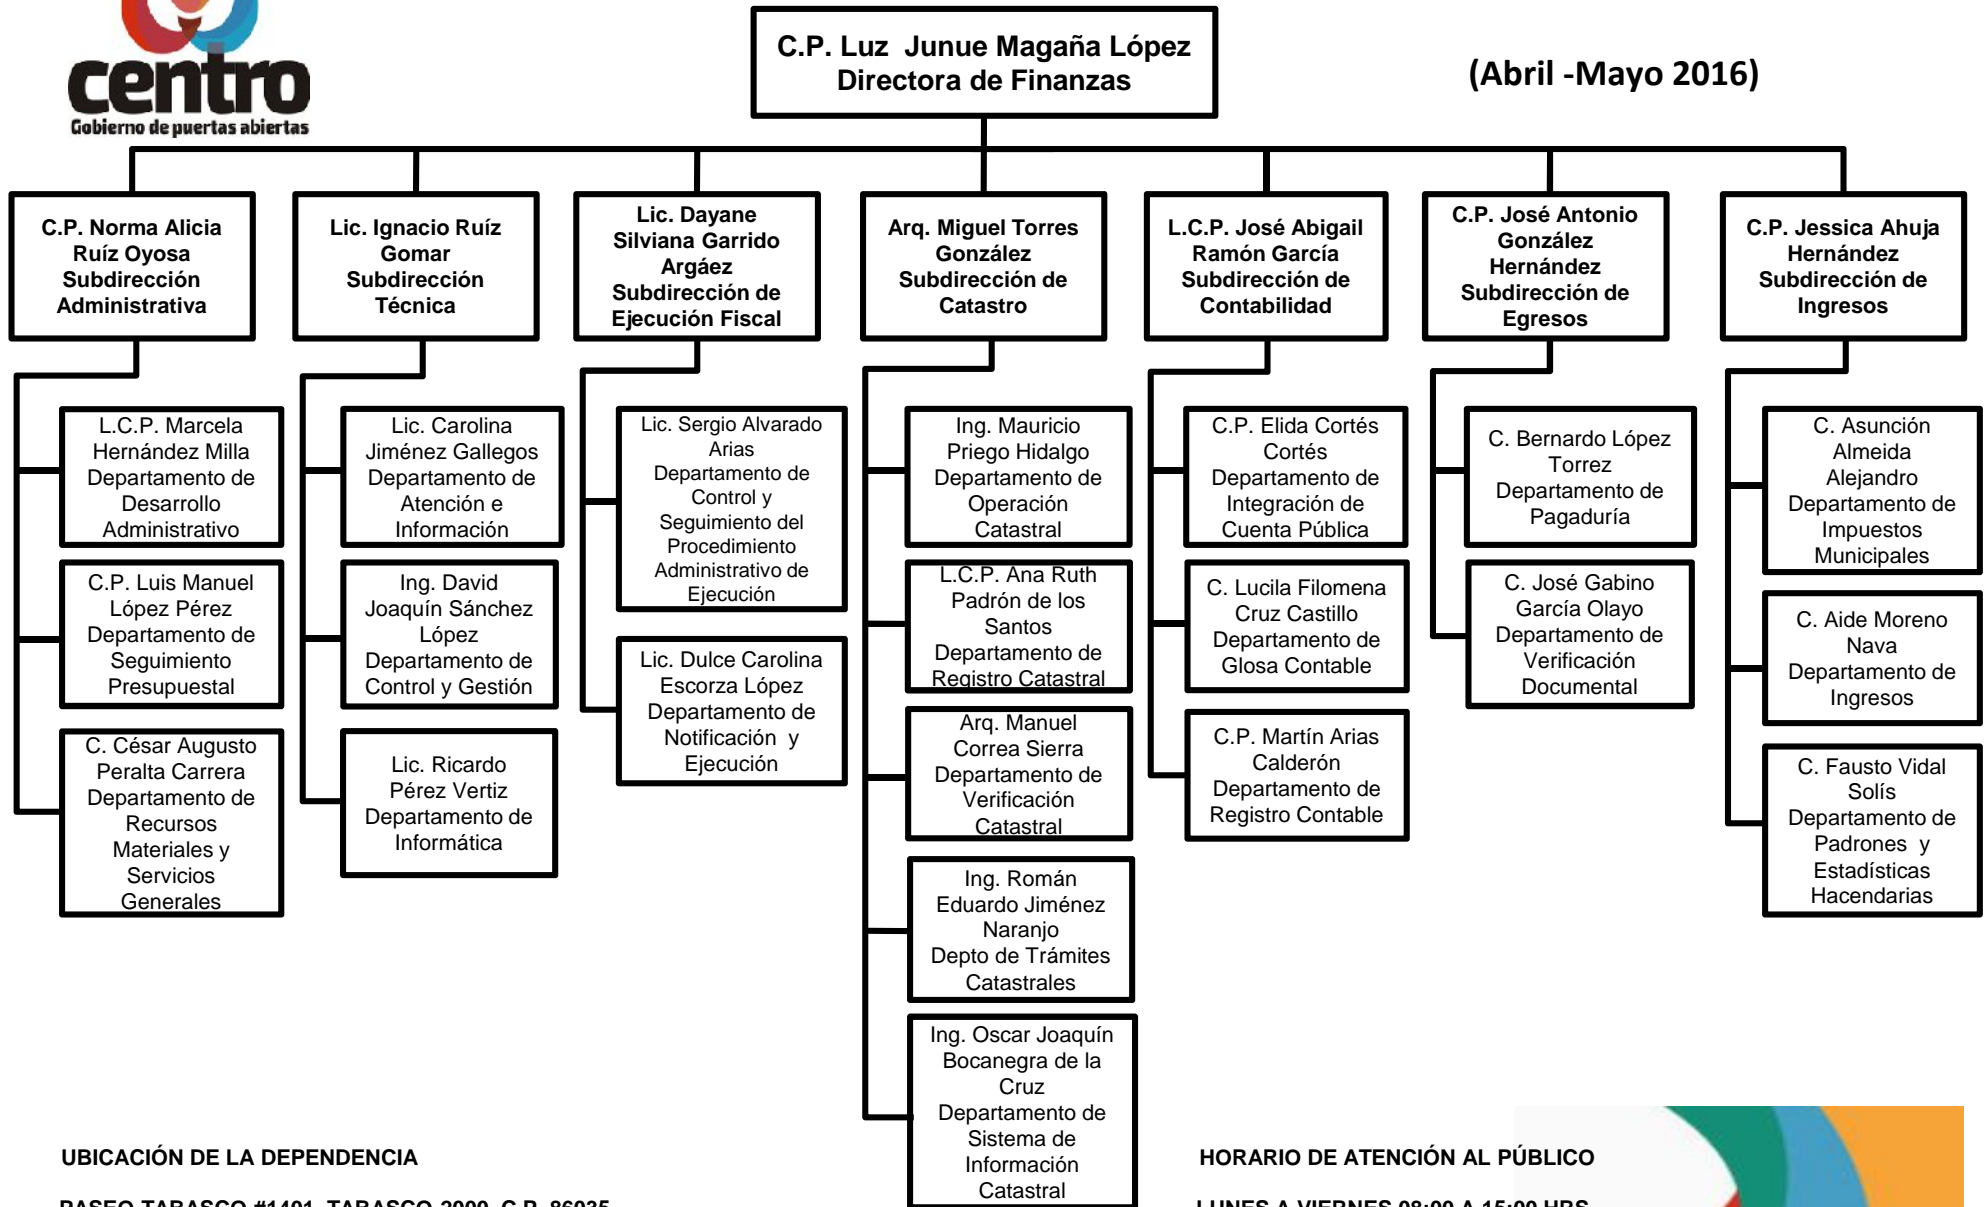 centro
Gobierno de puertas abiertas
C.P. Luz Junue Magaña López
Directora de Finanzas
(Abril -Mayo 2016)
C.P. Norma Alicia
Ruíz Oyosa
Subdirección
Administrativa
Lic. Ignacio Ruíz
Gomar
Subdirección
Técnica
Lic. Dayane
Silviana Garrido
Argáez
Subdirección de
Ejecución Fiscal
Arq. Miguel Torres
González
Subdirección de
Catastro
L.C.P. José Abigail
Ramón García
Subdirección de
Contabilidad
C.P. José Antonio
González
Hernández
Subdirección de
Egresos
C.P. Jessica Ahuja
Hernández
Subdirección de
Ingresos
L.C.P. Marcela
Hernández Milla
Departamento de
Desarrollo
Administrativo
C.P. Luis Manuel
López Pérez
Departamento de
Seguimiento
Presupuestal
C. César Augusto
Peralta Carrera
Departamento de
Recursos
Materiales y
Servicios
Generales
Lic. Carolina
Jiménez Gallegos
Departamento de
Atención e
Información
Ing. David
Joaquín Sánchez
López
Departamento de
Control y Gestión
Lic. Ricardo
Pérez Vertiz
Departamento de
Informática
Lic. Sergio Alvarado
Arias
Departamento de
Control y
Seguimiento del
Procedimiento
Administrativo de
Ejecución
Lic. Dulce Carolina
Escorza López
Departamento de
Notificación y
Ejecución
Ing. Mauricio
Priego Hidalgo
Departamento de
Operación
Catastral
L.C.P. Ana Ruth
Padrón de los
Santos
Departamento de
Registro Catastral
Arq. Manuel
Correa Sierra
Departamento de
Verificación
Catastral
Ing. Román
Eduardo Jiménez
Naranjo
Depto de Trámites
Catastrales
Ing. Oscar Joaquín
Bocanegra de la
Cruz
Departamento de
Sistema de
Información
Catastral
C.P. Elida Cortés
Cortés
Departamento de
Integración de
Cuenta Pública
C. Lucila Filomena
Cruz Castillo
Departamento de
Glosa Contable
C.P. Martín Arias
Calderón
Departamento de
Registro Contable
C. Bernardo López
Torrez
Departamento de
Pagaduría
C. José Gabino
García Olayo
Departamento de
Verificación
Documental
C. Asunción
Almeida
Alejandro
Departamento de
Impuestos
Municipales
C. Aide Moreno
Nava
Departamento de
Ingresos
C. Fausto Vidal
Solís
Departamento de
Padrones y
Estadísticas
Hacendarias
UBICACIÓN DE LA DEPENDENCIA
PASEO TABASCO #1401, TABASCO 2000, C.P. 86035
HORARIO DE ATENCIÓN AL PÚBLICO
LUNES A VIERNES 08:00 A 15:00 HRS